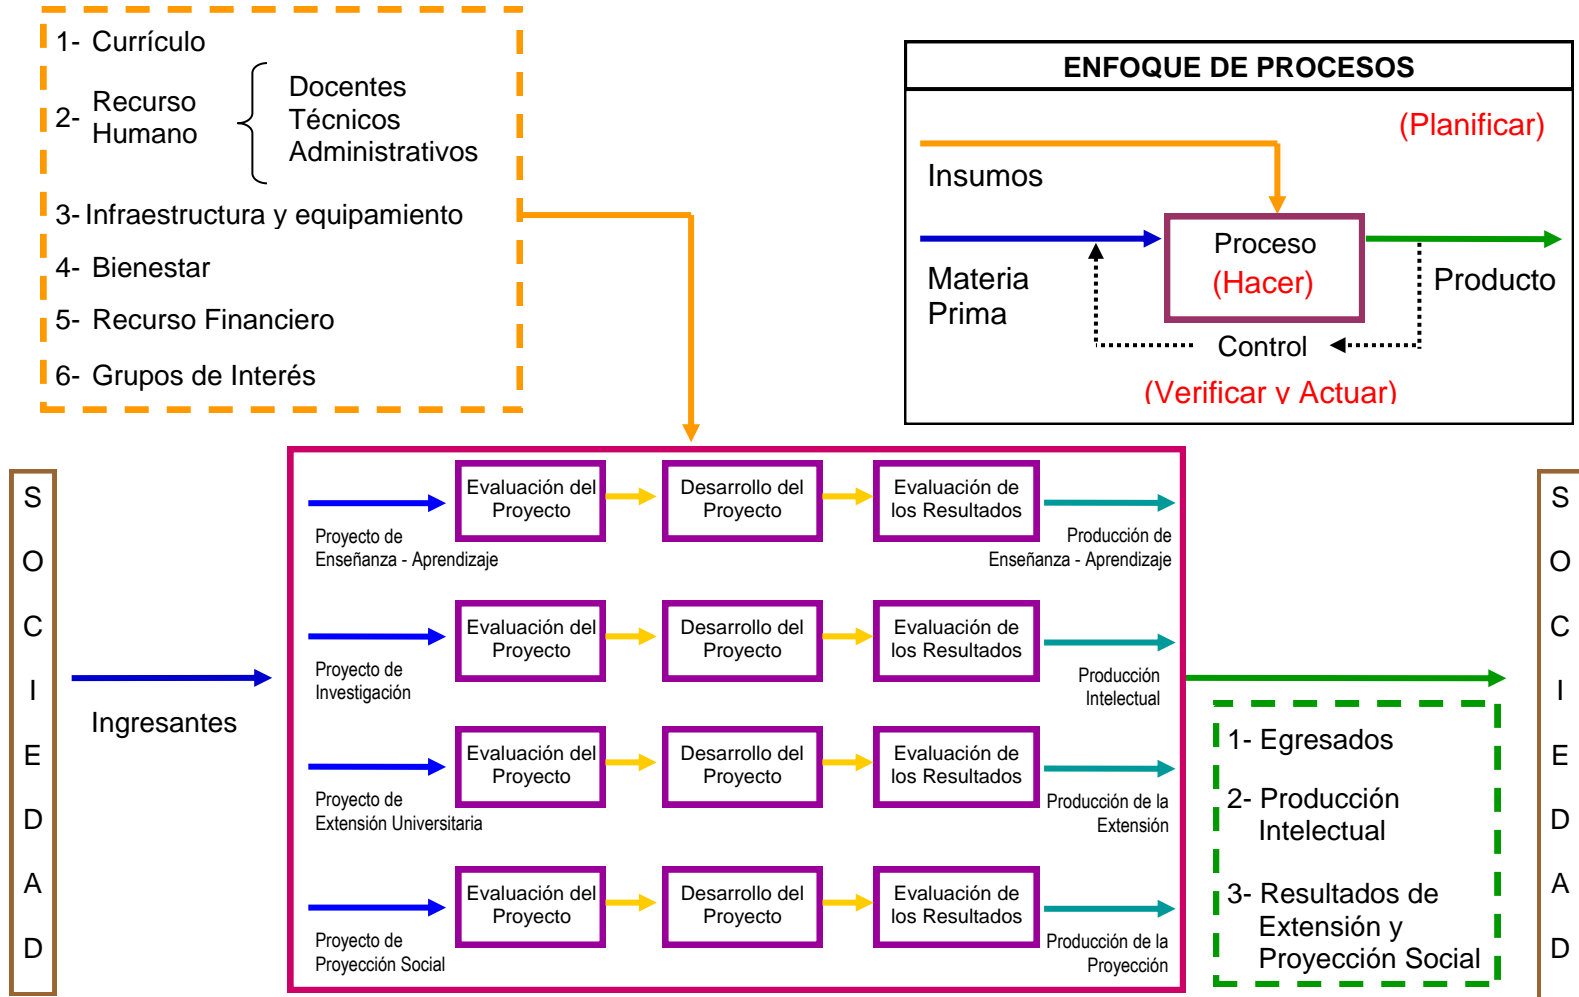 1- Currículo
2- Recurso
Humano
Docentes
Técnicos
Administrativos
3- Infraestructura y equipamiento
4- Bienestar
5- Recurso Financiero
6- Grupos de Interés
ENFOQUE DE PROCESOS
(Planificar)
Insumos
Materia
Prima
Proceso
(Hacer)
Producto
Control
(Verificar y Actuar)
S
O
C
I
E
D
A
D
Ingresantes
Proyecto de
Enseñanza - Aprendizaje
Evaluación del
Proyecto
Desarrollo del
Proyecto
Evaluación de
los Resultados
Producción de
Enseñanza - Aprendizaje
Proyecto de
Investigación
Evaluación del
Proyecto
Desarrollo del
Proyecto
Evaluación de
los Resultados
Producción
Intelectual
Proyecto de
Extensión Universitaria
Evaluación del
Proyecto
Desarrollo del
Proyecto
Evaluación de
los Resultados
Producción de la
Extensión
Proyecto de
Proyección Social
Evaluación del
Proyecto
Desarrollo del
Proyecto
Evaluación de
los Resultados
Producción de la
Proyección
1- Egresados
2- Producción
Intelectual
3- Resultados de
Extensión y
Proyección Social
S
O
C
I
E
D
A
D